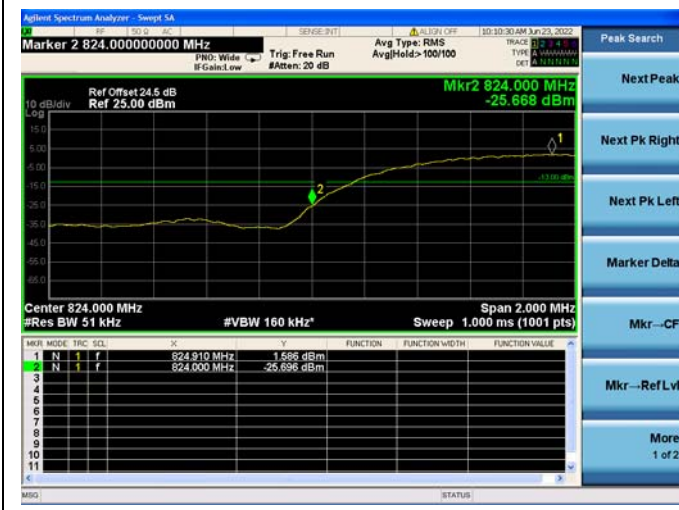 Agilent Spectrum Analyzer - Swept SA
RF 50 Ω AC SENSE:INT ALIGN OFF 10:10:30 AM Jun 23, 2022
Marker 2 824.000000000 MHz
PNO: Wide
IFGain:Low
Trig: Free Run
#Atten: 20 dB
Avg Type: RMS
Avg|Hold:>100/100
TRACE 1 2 3 4 5 6
TYPE A
DET A N N N N N
Ref Offset 24.5 dB
Ref 25.00 dBm
10 dB/div
Log
Mkr2 824.000 MHz
-25.668 dBm
15.0
5.00
-5.00
-15.0
-25.0
-35.0
-45.0
-55.0
-65.0
1
2
-13.00 dBm
Center 824.000 MHz
Span 2.000 MHz
#Res BW 51 kHz
#VBW 160 kHz*
Sweep 1.000 ms (1001 pts)
MKR MODE TRC SCL X Y FUNCTION FUNCTION WIDTH FUNCTION VALUE
1 N 1 f 824.910 MHz 1.586 dBm
2 N 1 f 824.000 MHz -25.696 dBm
3
4
5
6
7
8
9
10
11
MSG
STATUS
Peak Search
Next Peak
Next Pk Right
Next Pk Left
Marker Delta
Mkr→CF
Mkr→Ref Lvl
More
1 of 2